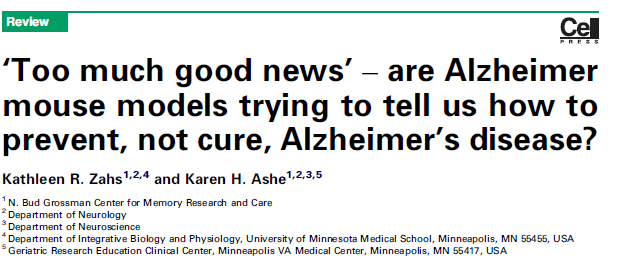 Review
Cell
PRESS
‘Too much good news’ – are Alzheimer
mouse models trying to tell us how to
prevent, not cure, Alzheimer’s disease?
Kathleen R. Zahs1,2,4 and Karen H. Ashe1,2,3,5
1 N. Bud Grossman Center for Memory Research and Care
2 Department of Neurology
3 Department of Neuroscience
4 Department of Integrative Biology and Physiology, University of Minnesota Medical School, Minneapolis, MN 55455, USA
5 Geriatric Research Education Clinical Center, Minneapolis VA Medical Center, Minneapolis, MN 55417, USA